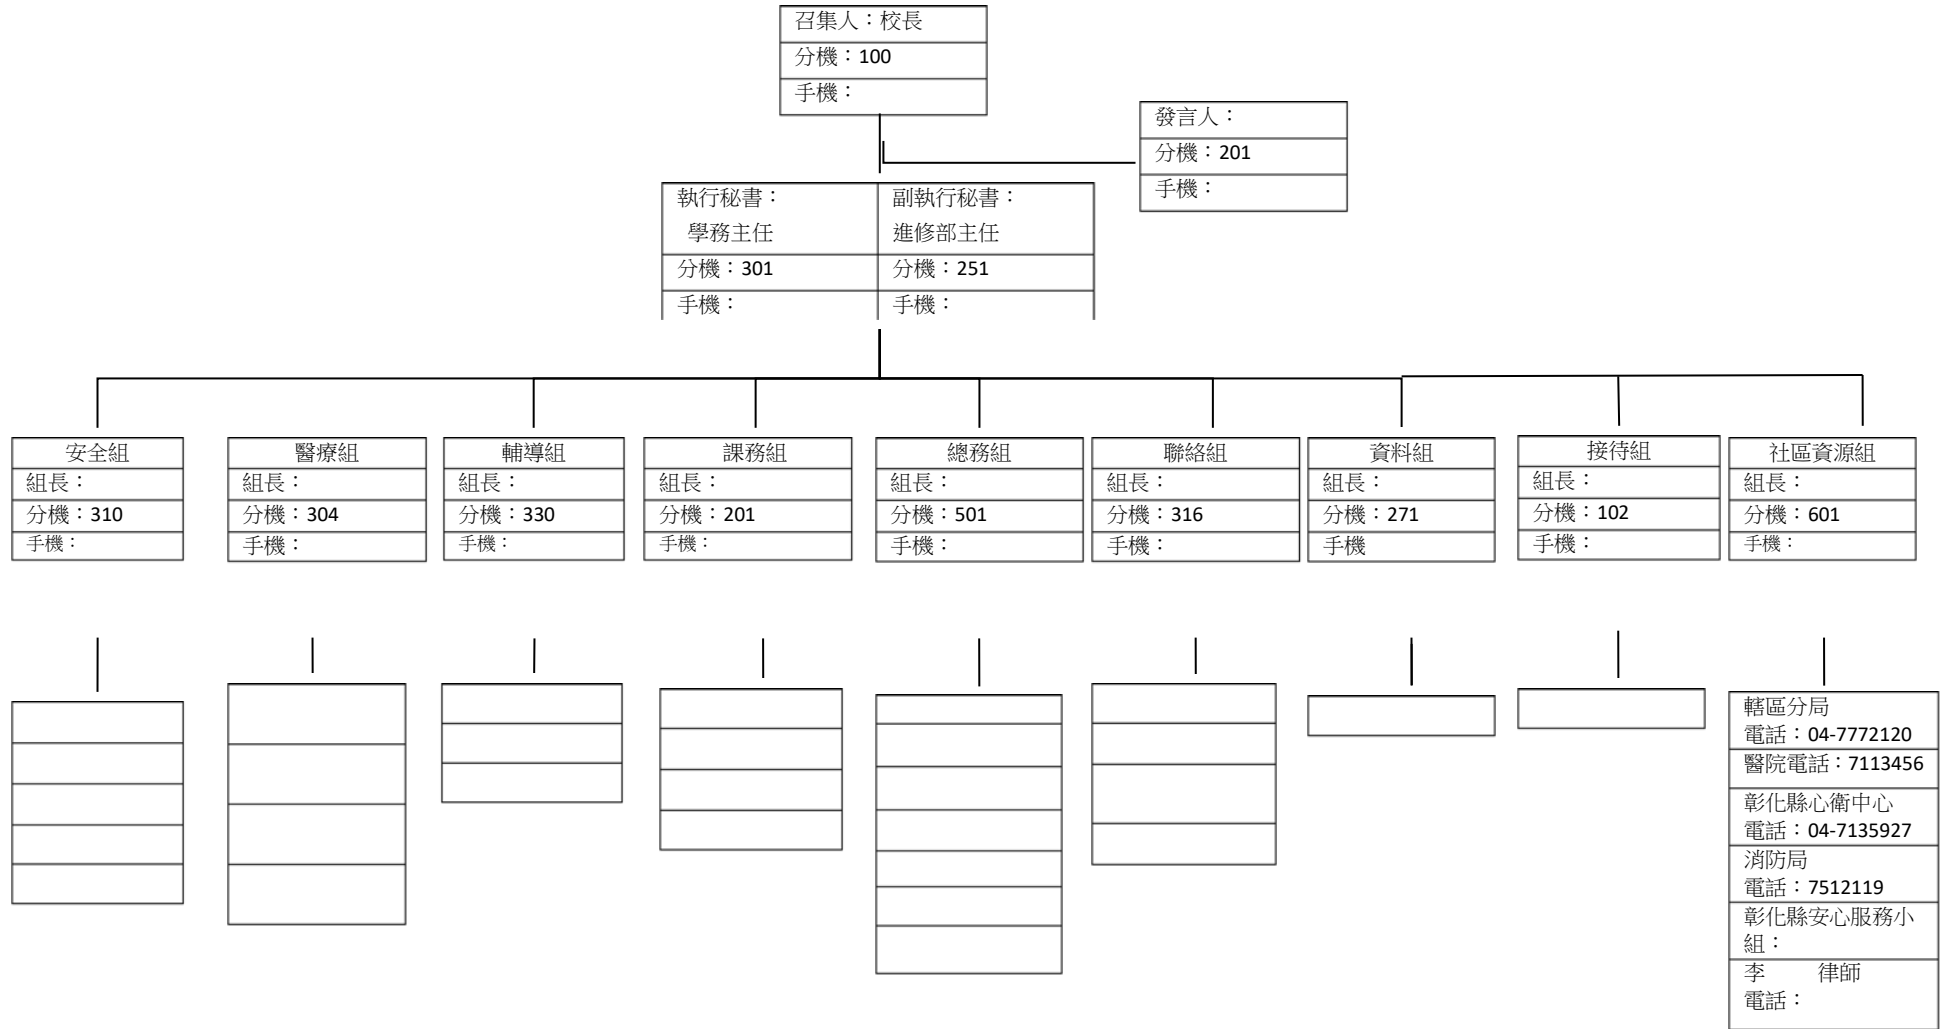 召集人：校長
分機：100
手機：
發言人：
分機：201
手機：
執行秘書：
學務主任
分機：301
手機：
副執行秘書：
進修部主任
分機：251
手機：
安全組
組長：
分機：310
手機：
醫療組
組長：
分機：304
手機：
輔導組
組長：
分機：330
手機：
課務組
組長：
分機：201
手機：
總務組
組長：
分機：501
手機：
聯絡組
組長：
分機：316
手機：
資料組
組長：
分機：271
手機
接待組
組長：
分機：102
手機：
社區資源組
組長：
分機：601
手機：
轄區分局
電話：04-7772120
醫院電話：7113456
彰化縣心衛中心
電話：04-7135927
消防局
電話：7512119
彰化縣安心服務小
組：
李 律師
電話：